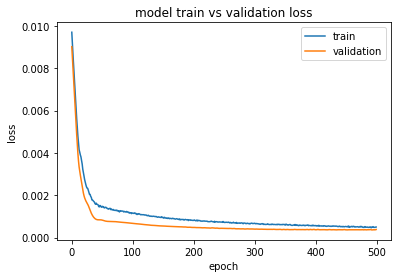 model train vs validation loss
train
validation
loss
0.010
0.008
0.006
0.004
0.002
0.000
0 100 200 300 400 500
epoch